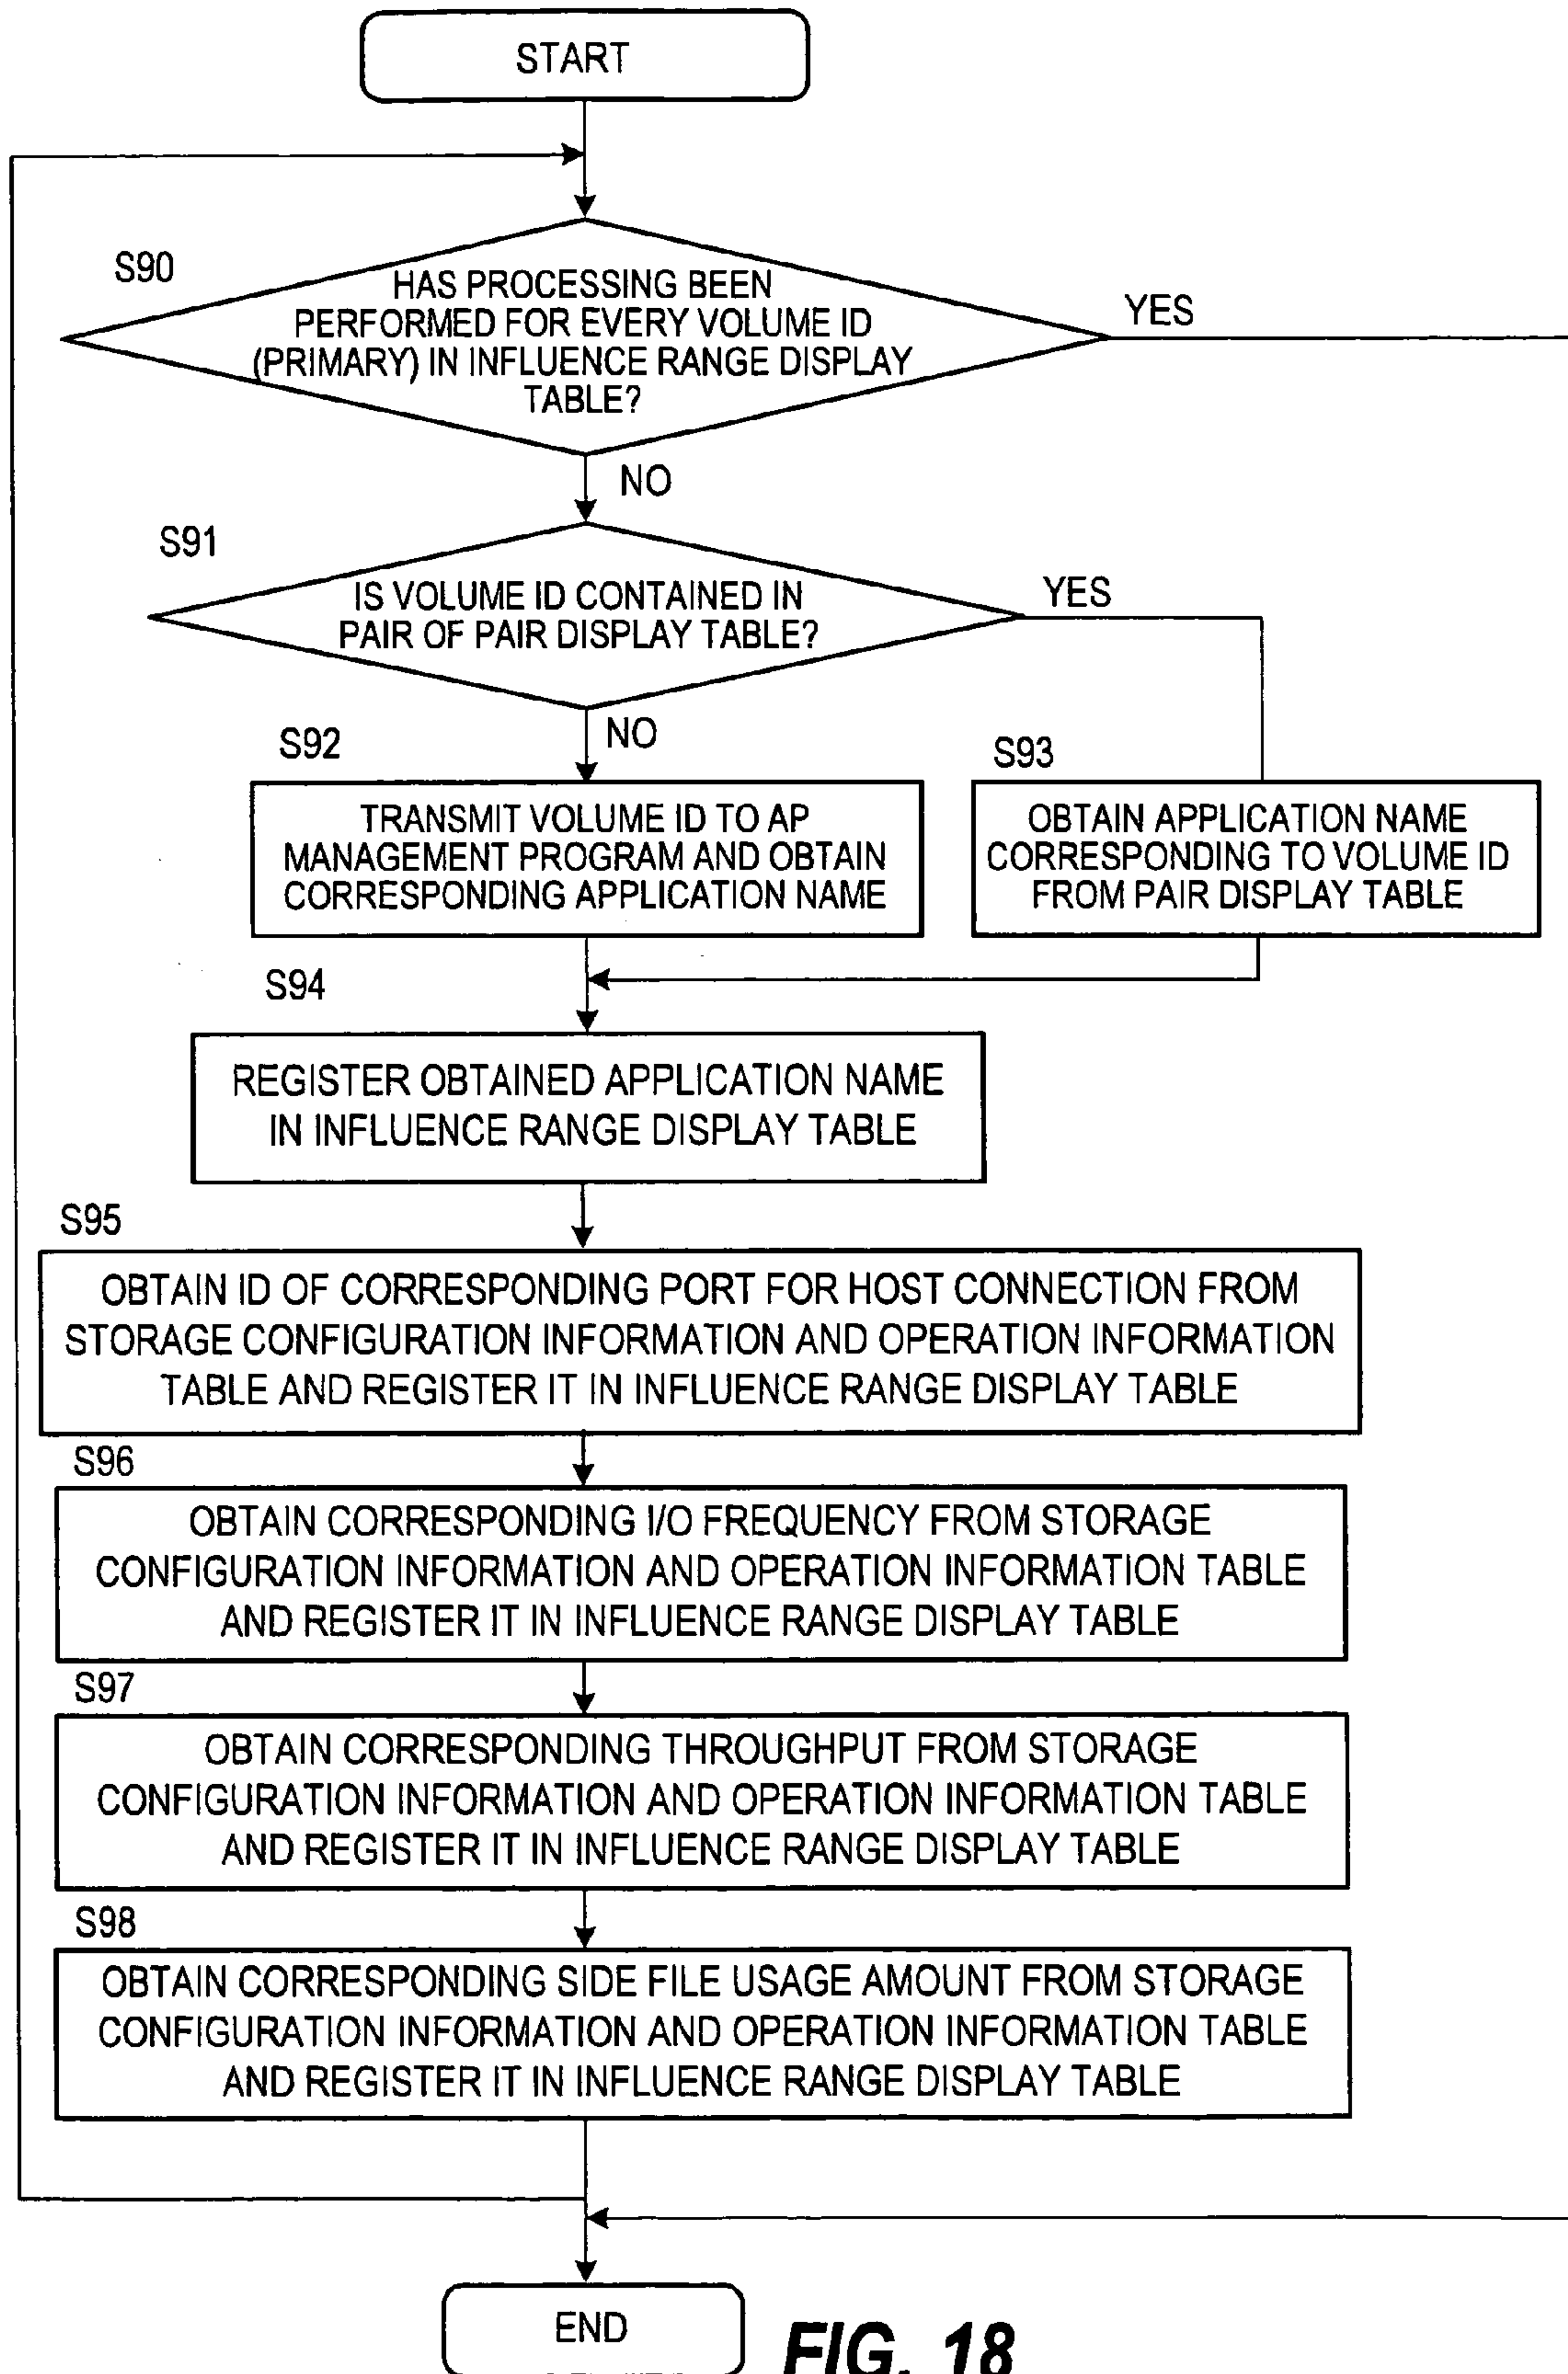 START
S90
HAS PROCESSING BEEN
PERFORMED FOR EVERY VOLUME ID
(PRIMARY) IN INFLUENCE RANGE DISPLAY
TABLE?
YES
NO
S91
IS VOLUME ID CONTAINED IN
PAIR OF PAIR DISPLAY TABLE?
YES
NO
S92
TRANSMIT VOLUME ID TO AP
MANAGEMENT PROGRAM AND OBTAIN
CORRESPONDING APPLICATION NAME
S93
OBTAIN APPLICATION NAME
CORRESPONDING TO VOLUME ID
FROM PAIR DISPLAY TABLE
S94
REGISTER OBTAINED APPLICATION NAME
IN INFLUENCE RANGE DISPLAY TABLE
S95
OBTAIN ID OF CORRESPONDING PORT FOR HOST CONNECTION FROM
STORAGE CONFIGURATION INFORMATION AND OPERATION INFORMATION
TABLE AND REGISTER IT IN INFLUENCE RANGE DISPLAY TABLE
S96
OBTAIN CORRESPONDING I/O FREQUENCY FROM STORAGE
CONFIGURATION INFORMATION AND OPERATION INFORMATION TABLE
AND REGISTER IT IN INFLUENCE RANGE DISPLAY TABLE
S97
OBTAIN CORRESPONDING THROUGHPUT FROM STORAGE
CONFIGURATION INFORMATION AND OPERATION INFORMATION TABLE
AND REGISTER IT IN INFLUENCE RANGE DISPLAY TABLE
S98
OBTAIN CORRESPONDING SIDE FILE USAGE AMOUNT FROM STORAGE
CONFIGURATION INFORMATION AND OPERATION INFORMATION TABLE
AND REGISTER IT IN INFLUENCE RANGE DISPLAY TABLE
END
FIG. 18